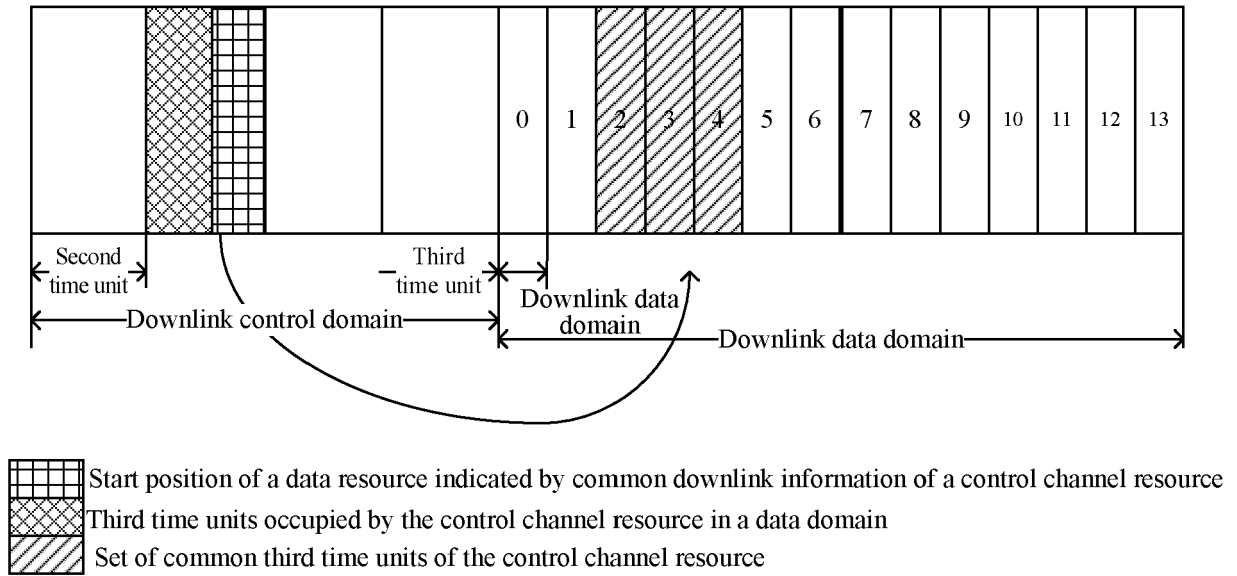 0 1 2 3 4 5 6 7 8 9 10 11 12 13
Second
time unit
Third
time unit
Downlink data
domain
Downlink control domain
Downlink data domain
Start position of a data resource indicated by common downlink information of a control channel resource
Third time units occupied by the control channel resource in a data domain
Set of common third time units of the control channel resource